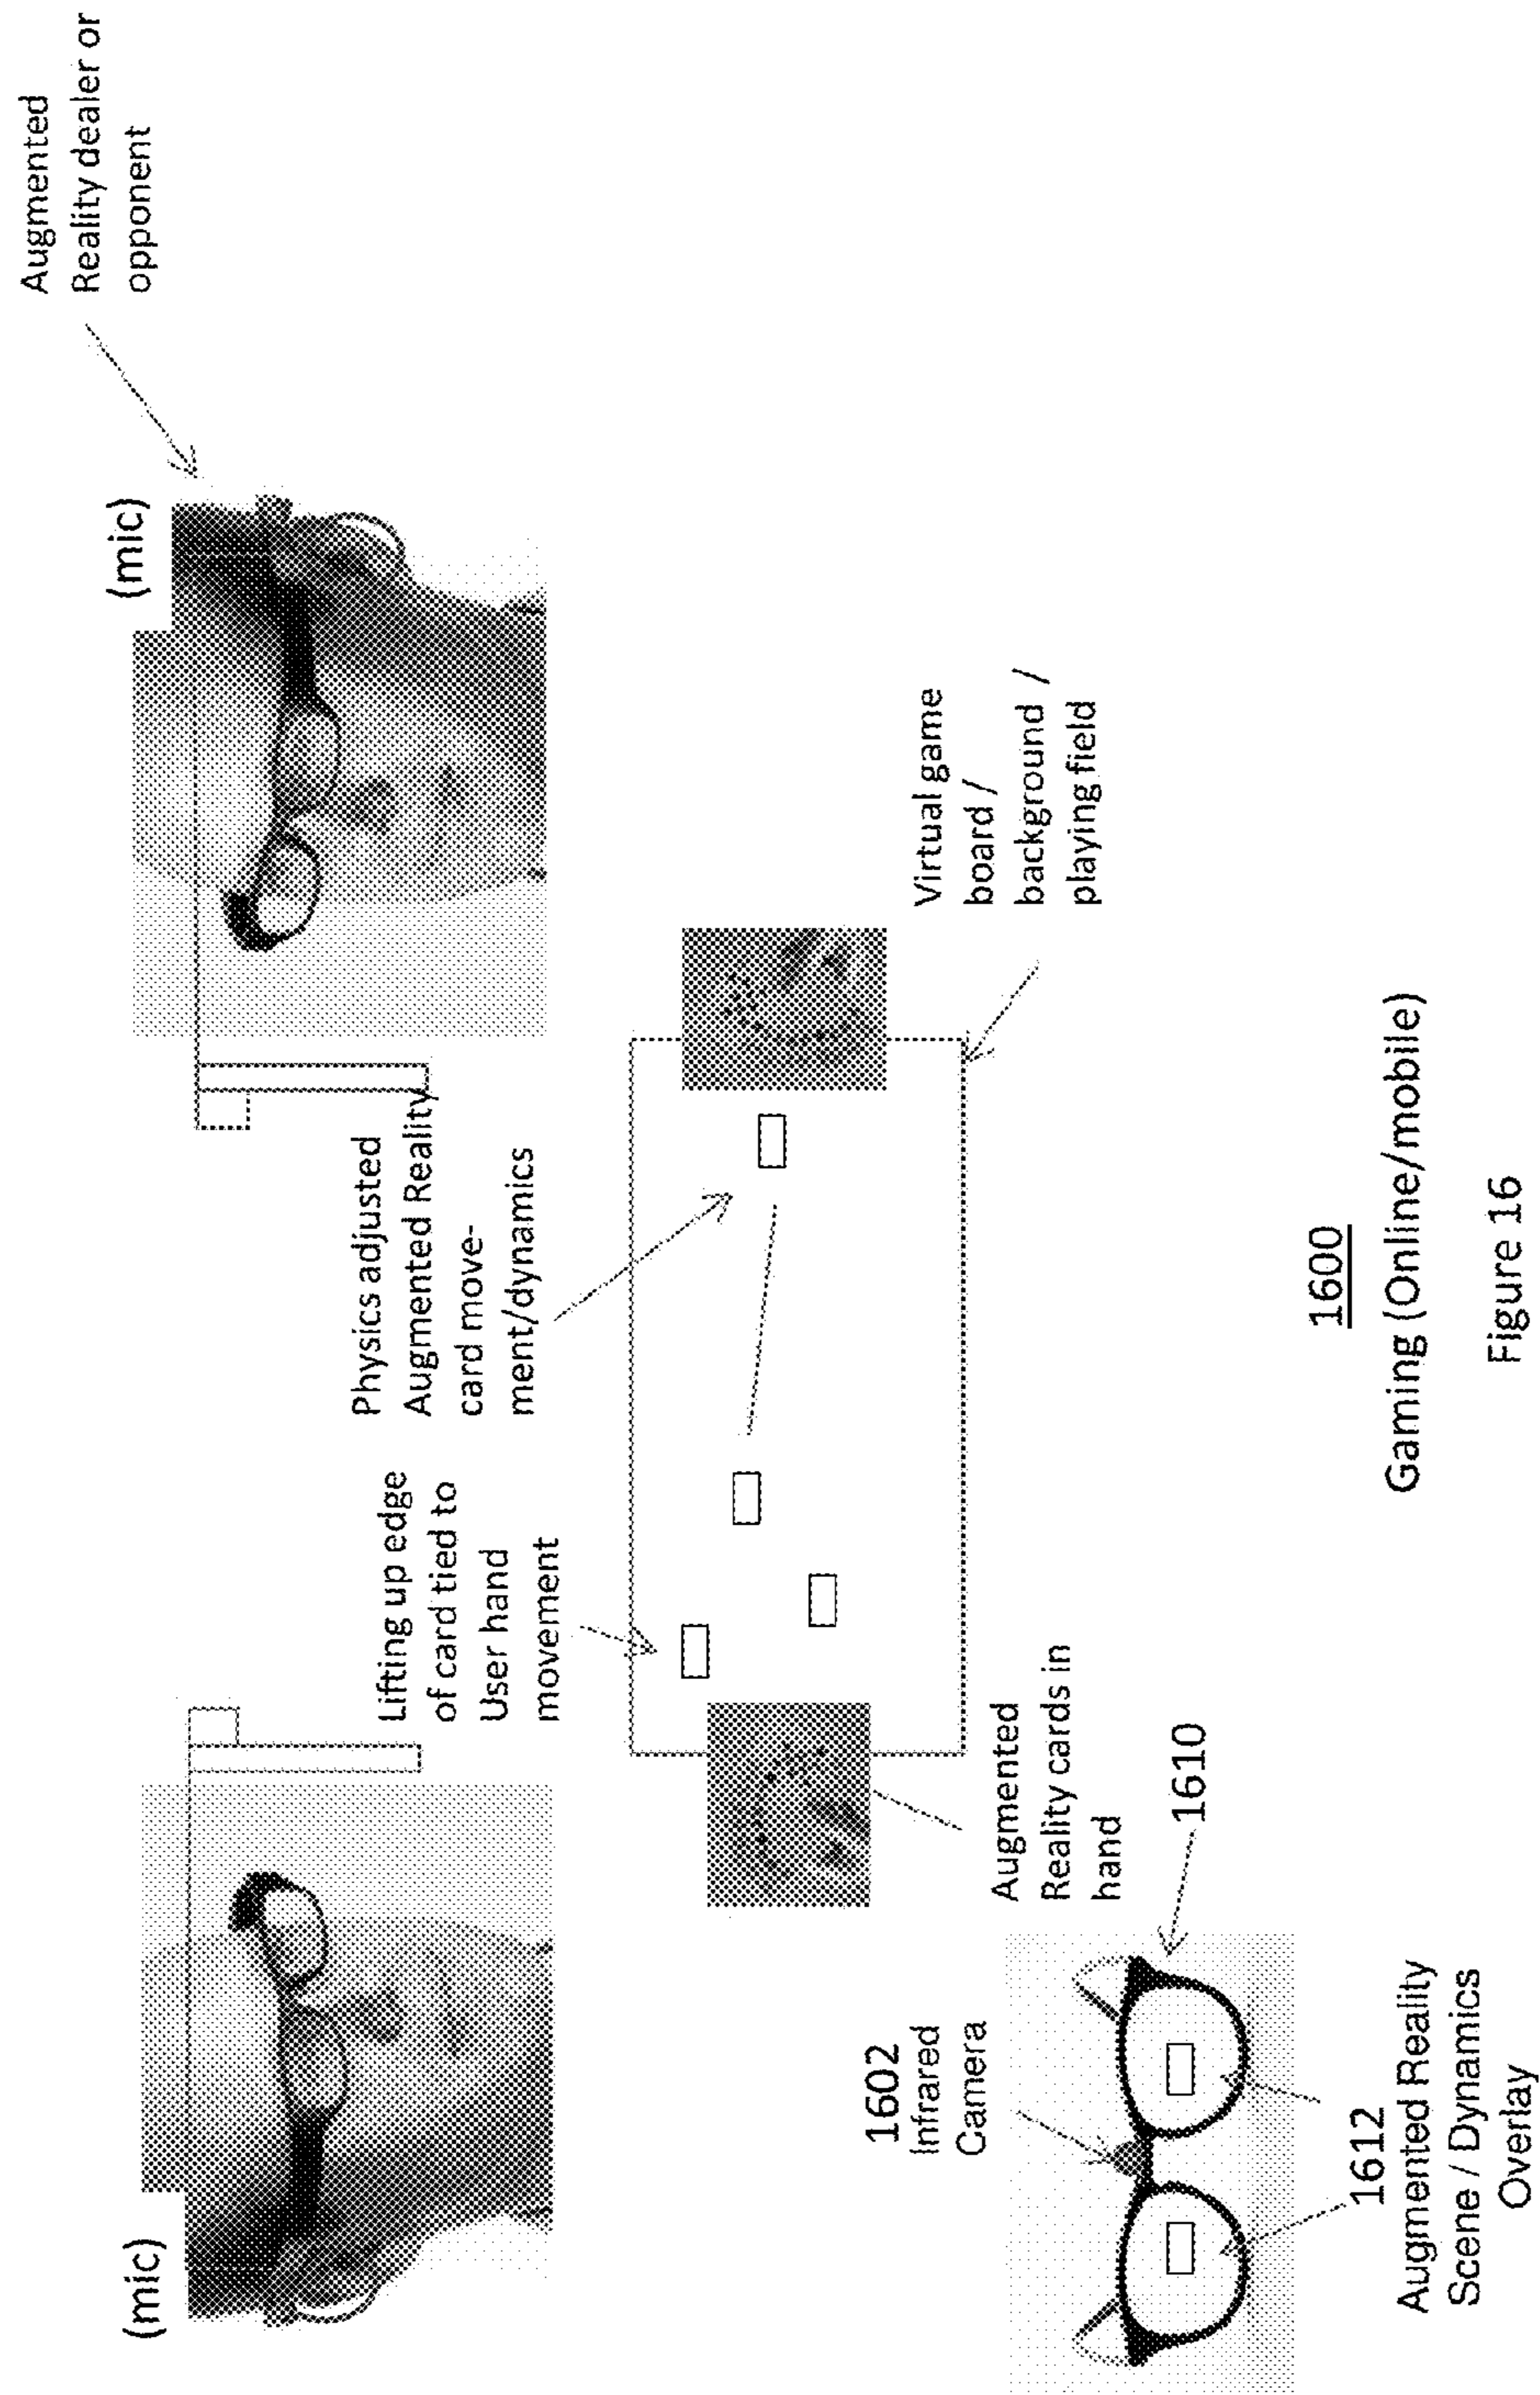 (mic)
(mic)
Augmented
Reality dealer or
opponent
Lifting up edge
of card tied to
User hand
movement
Physics adjusted
Augmented Reality
card move-
ment/dynamics
Augmented
Reality cards in
hand
Virtual game
board /
background /
playing field
1602
Infrared
Camera
1610
1612
Augmented Reality
Scene / Dynamics
Overlay
1600
Gaming (Online/mobile)
Figure 16